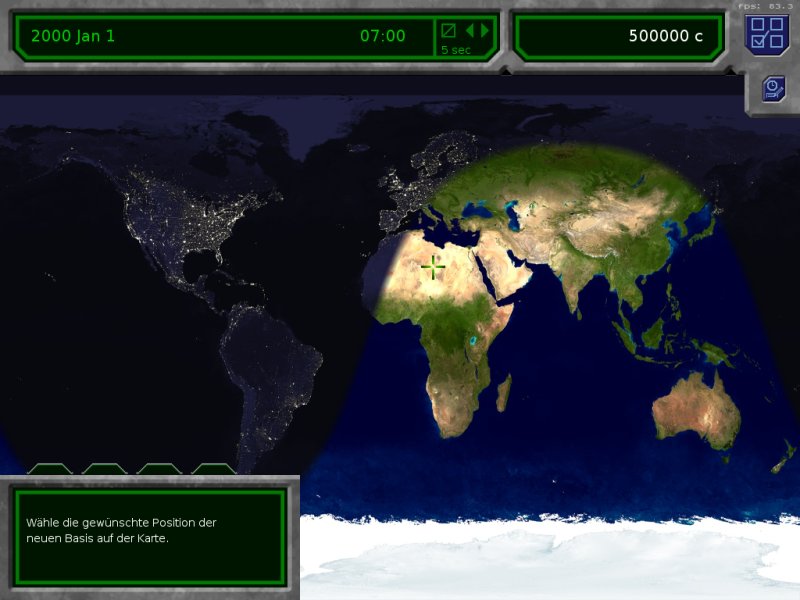 fps: 83.3
2000 Jan 1 07:00
5 sec
500000 c
Wähle die gewünschte Position der
neuen Basis auf der Karte.